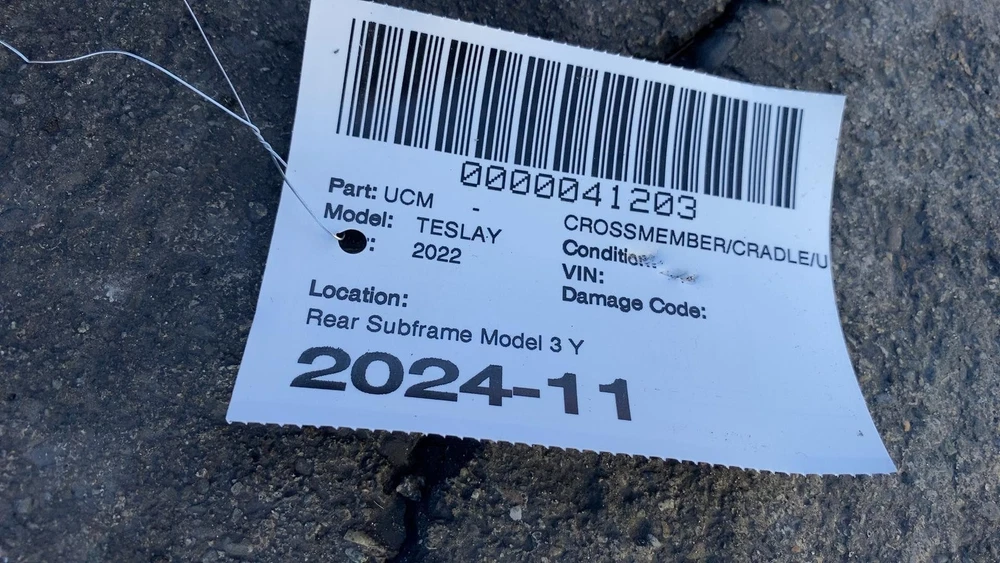 0000041203
Part: UCM -
CROSSMEMBER/CRADLE/U
Model: TESLAY
Condition:
: 2022
VIN:
Damage Code:
Location:
Rear Subframe Model 3 Y
2024-11